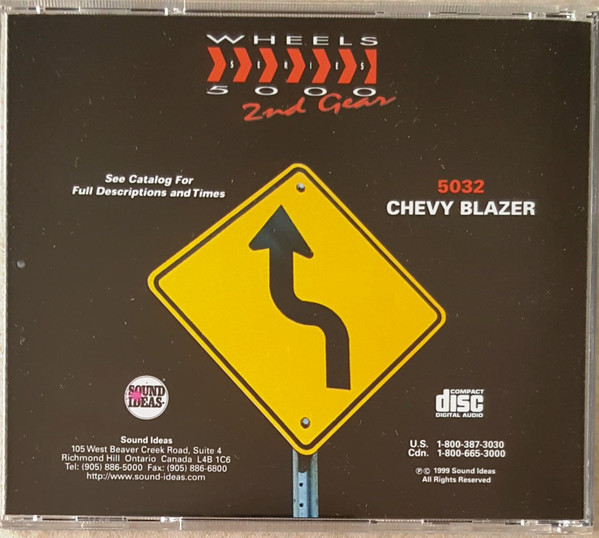 WHEELS
SERIES
5000
2nd Gear
See Catalog For
Full Descriptions and Times
5032
CHEVY BLAZER
SOUND
IDEAS
COMPACT
disc
DIGITAL AUDIO
Sound Ideas
105 West Beaver Creek Road, Suite 4
Richmond Hill Ontario Canada L4B 1C6
Tel: (905) 886-5000 Fax: (905) 886-6800
http://www.sound-ideas.com
U.S. 1-800-387-3030
Cdn. 1-800-665-3000
℗© 1999 Sound Ideas
All Rights Reserved